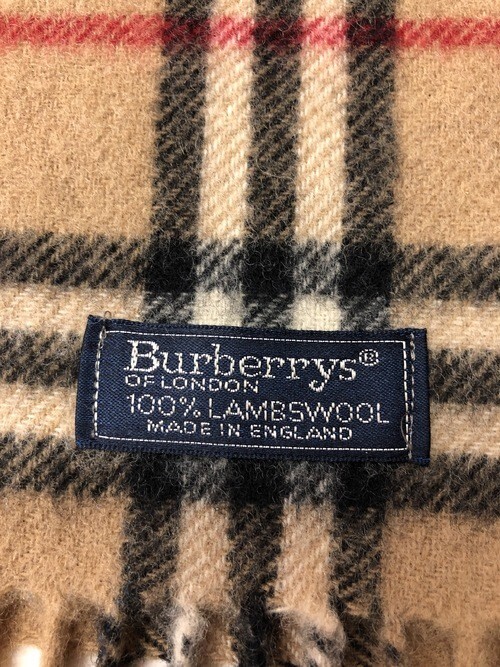 Burberrys®
OF LONDON
100% LAMBSWOOL
MADE IN ENGLAND